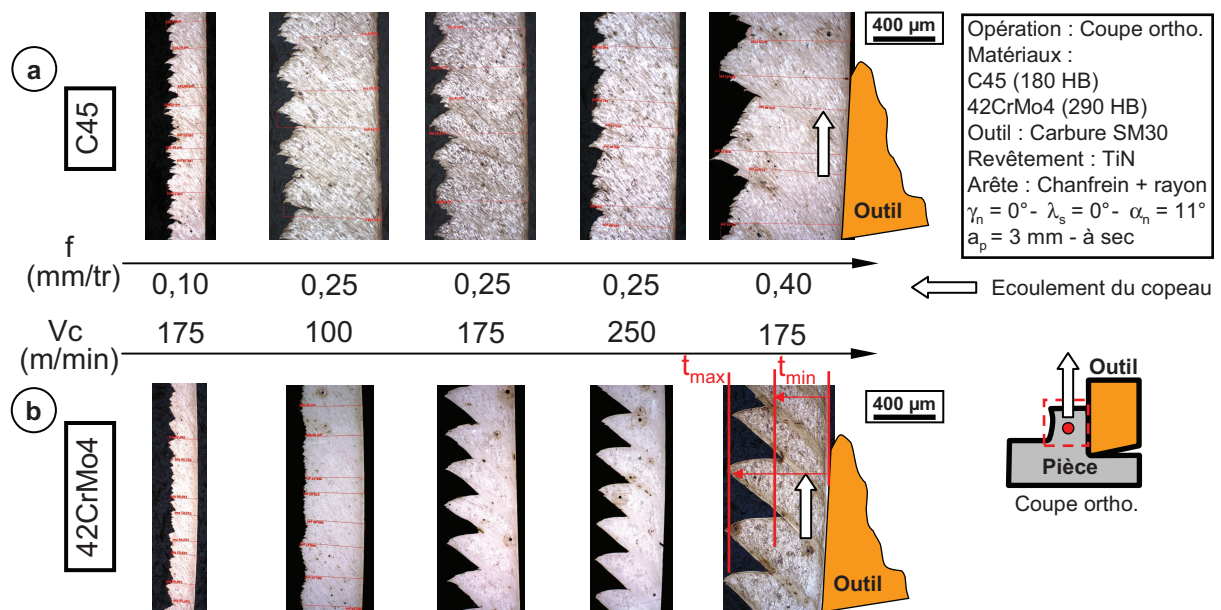 a
C45
400 µm
Outil
Opération : Coupe ortho.
Matériaux :
C45 (180 HB)
42CrMo4 (290 HB)
Outil : Carbure SM30
Revêtement : TiN
Arête : Chanfrein + rayon
γn = 0° - λs = 0° - αn = 11°
ap = 3 mm - à sec
f
(mm/tr)
0,10 0,25 0,25 0,25 0,40
Ecoulement du copeau
Vc
(m/min)
175 100 175 250 175
tmax tmin
b
42CrMo4
400 µm
Outil
Outil
Pièce
Coupe ortho.